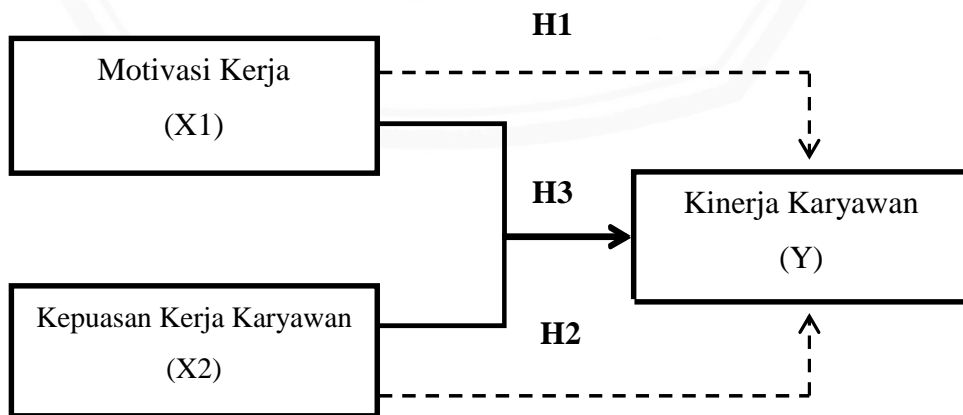 H1
Motivasi Kerja
(X1)
H3
Kinerja Karyawan
(Y)
Kepuasan Kerja Karyawan
(X2)
H2